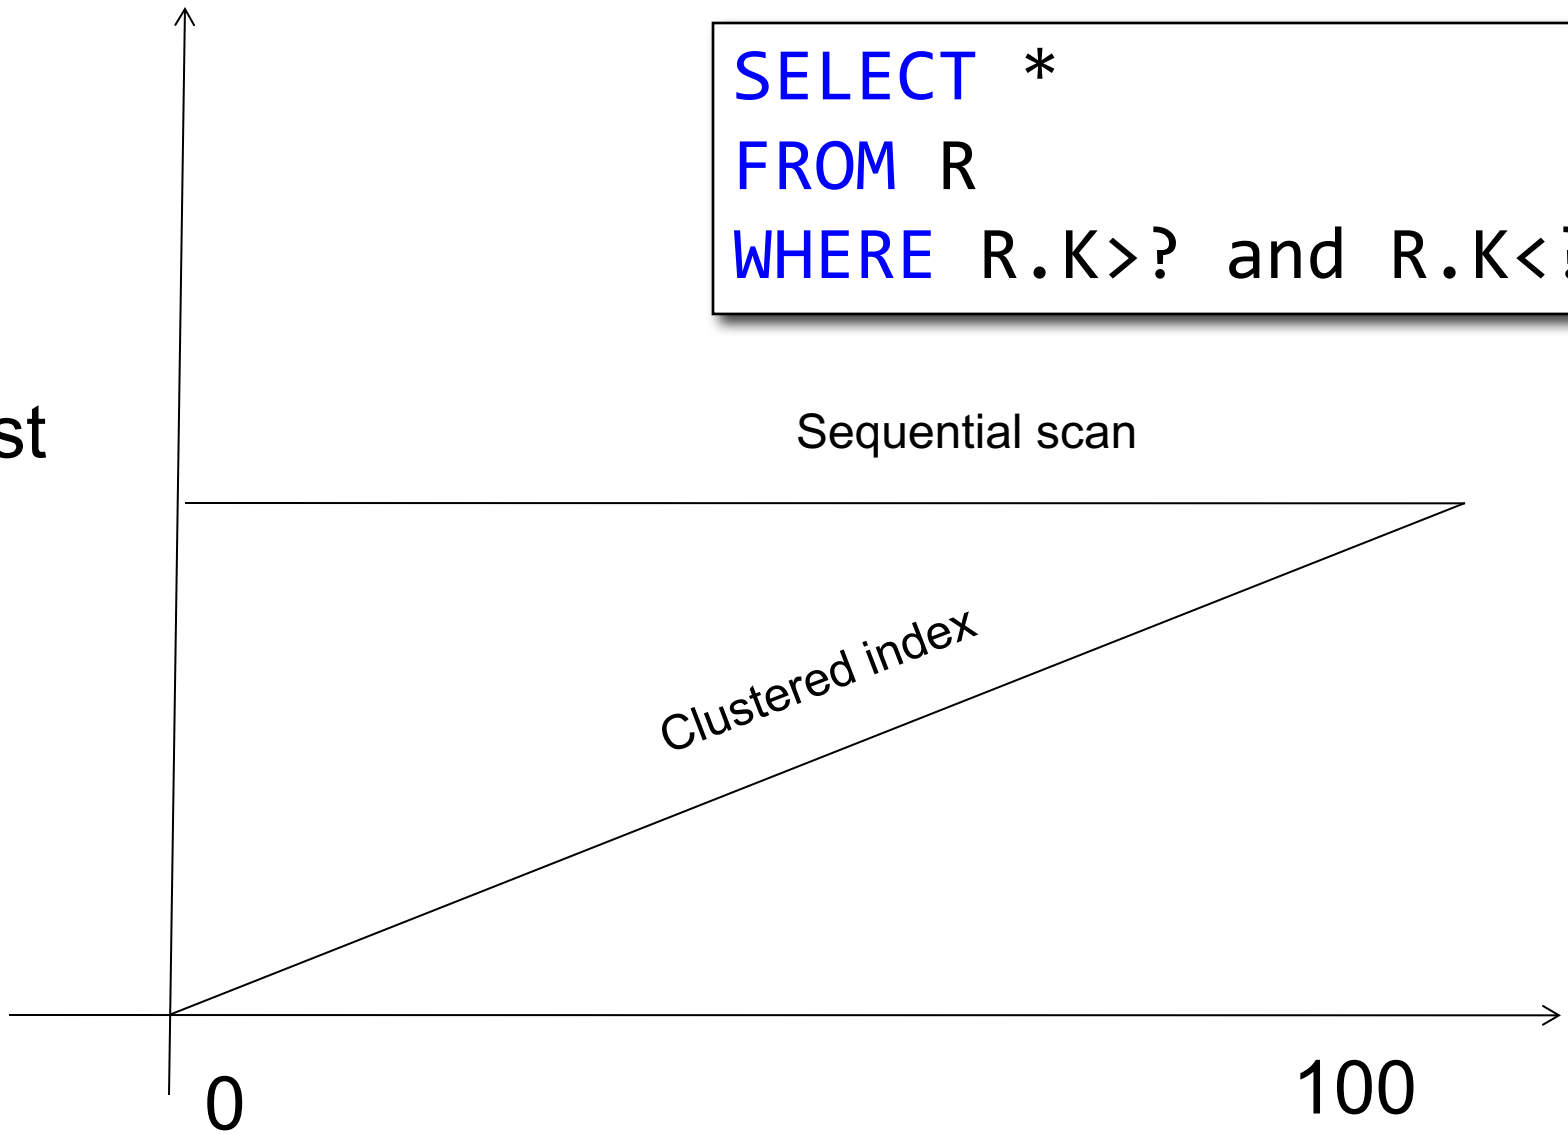 SELECT *
FROM R
WHERE R.K>? and R.K<?
st
Sequential scan
Clustered index
0
100